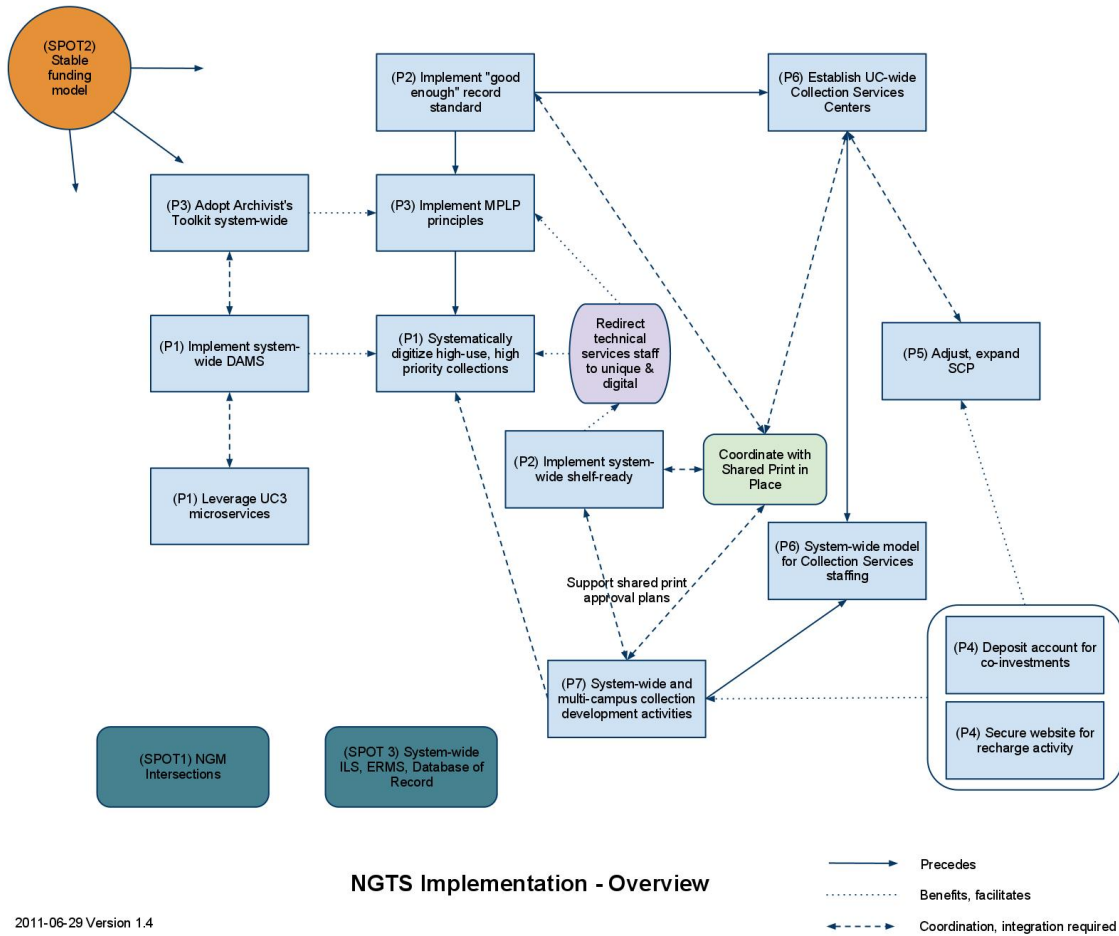 (SPOT2)
Stable
funding
model
(P2) Implement "good
enough" record
standard
(P6) Establish UC-wide
Collection Services
Centers
(P3) Adopt Archivist's
Toolkit system-wide
(P3) Implement MPLP
principles
(P1) Implement system-
wide DAMS
(P1) Systematically
digitize high-use, high
priority collections
Redirect
technical
services staff
to unique &
digital
(P5) Adjust, expand
SCP
(P1) Leverage UC3
microservices
(P2) Implement system-
wide shelf-ready
Coordinate with
Shared Print in
Place
(P6) System-wide model
for Collection Services
staffing
Support shared print
approval plans
(P7) System-wide and
multi-campus collection
development activities
(P4) Deposit account for
co-investments
(P4) Secure website for
recharge activity
(SPOT1) NGM
Intersections
(SPOT 3) System-wide
ILS, ERMS, Database of
Record
NGTS Implementation - Overview
Precedes
Benefits, facilitates
Coordination, integration required
2011-06-29 Version 1.4